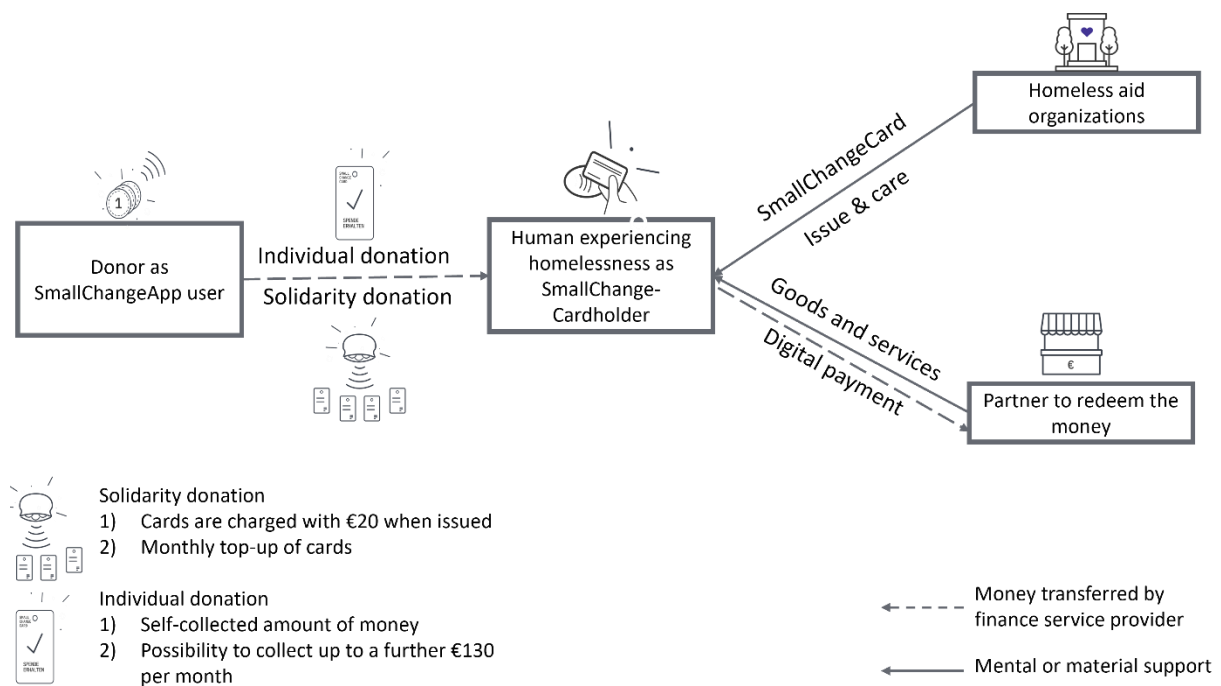 Homeless aid
organizations
SmallChangeCard
Issue & care
1
SPENDE
ERHALTEN
Individual donation
Solidarity donation
Donor as
SmallChangeApp user
Human experiencing
homelessness as
SmallChange-
Cardholder
Goods and services
Digital payment
€
Partner to redeem the
money
Solidarity donation
1) Cards are charged with €20 when issued
2) Monthly top-up of cards
Individual donation
1) Self-collected amount of money
2) Possibility to collect up to a further €130
per month
SPENDE
ERHALTEN
Money transferred by
finance service provider
Mental or material support